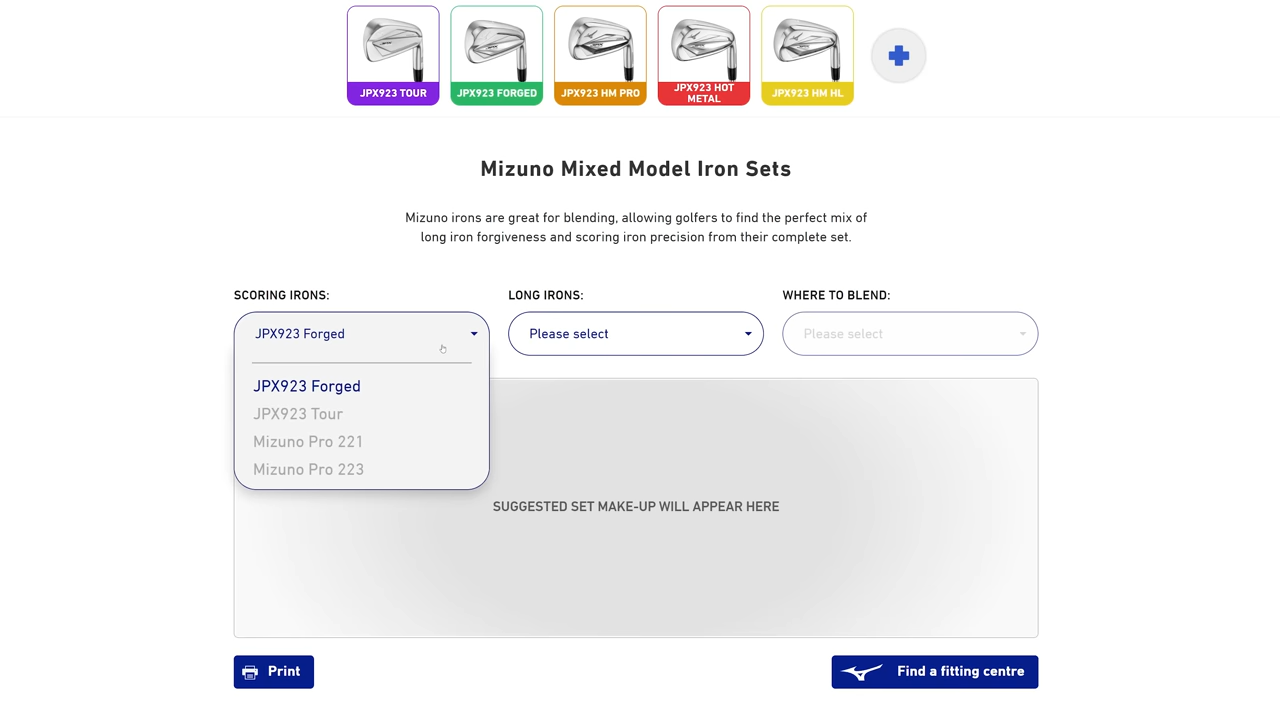 JPX923 TOUR
JPX923 FORGED
JPX923 HM PRO
JPX923 HOT
METAL
JPX923 HM HL
Mizuno Mixed Model Iron Sets
Mizuno irons are great for blending, allowing golfers to find the perfect mix of
long iron forgiveness and scoring iron precision from their complete set.
SCORING IRONS:
LONG IRONS:
WHERE TO BLEND:
JPX923 Forged
Please select
Please select
JPX923 Forged
JPX923 Tour
Mizuno Pro 221
Mizuno Pro 223
SUGGESTED SET MAKE-UP WILL APPEAR HERE
Print
Find a fitting centre